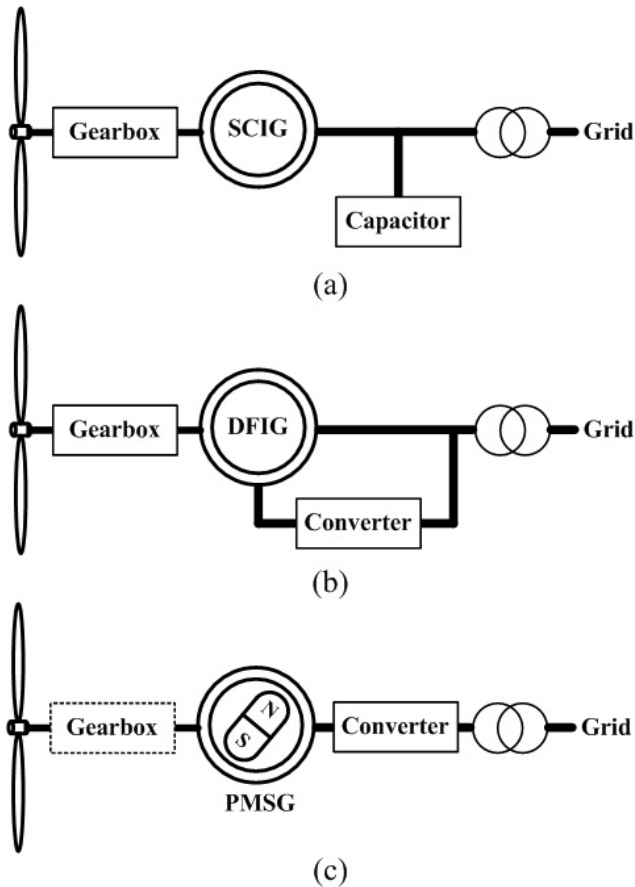 Gearbox
SCIG
Grid
Capacitor
(a)
Gearbox
DFIG
Grid
Converter
(b)
Gearbox
N
S
Converter
Grid
PMSG
(c)